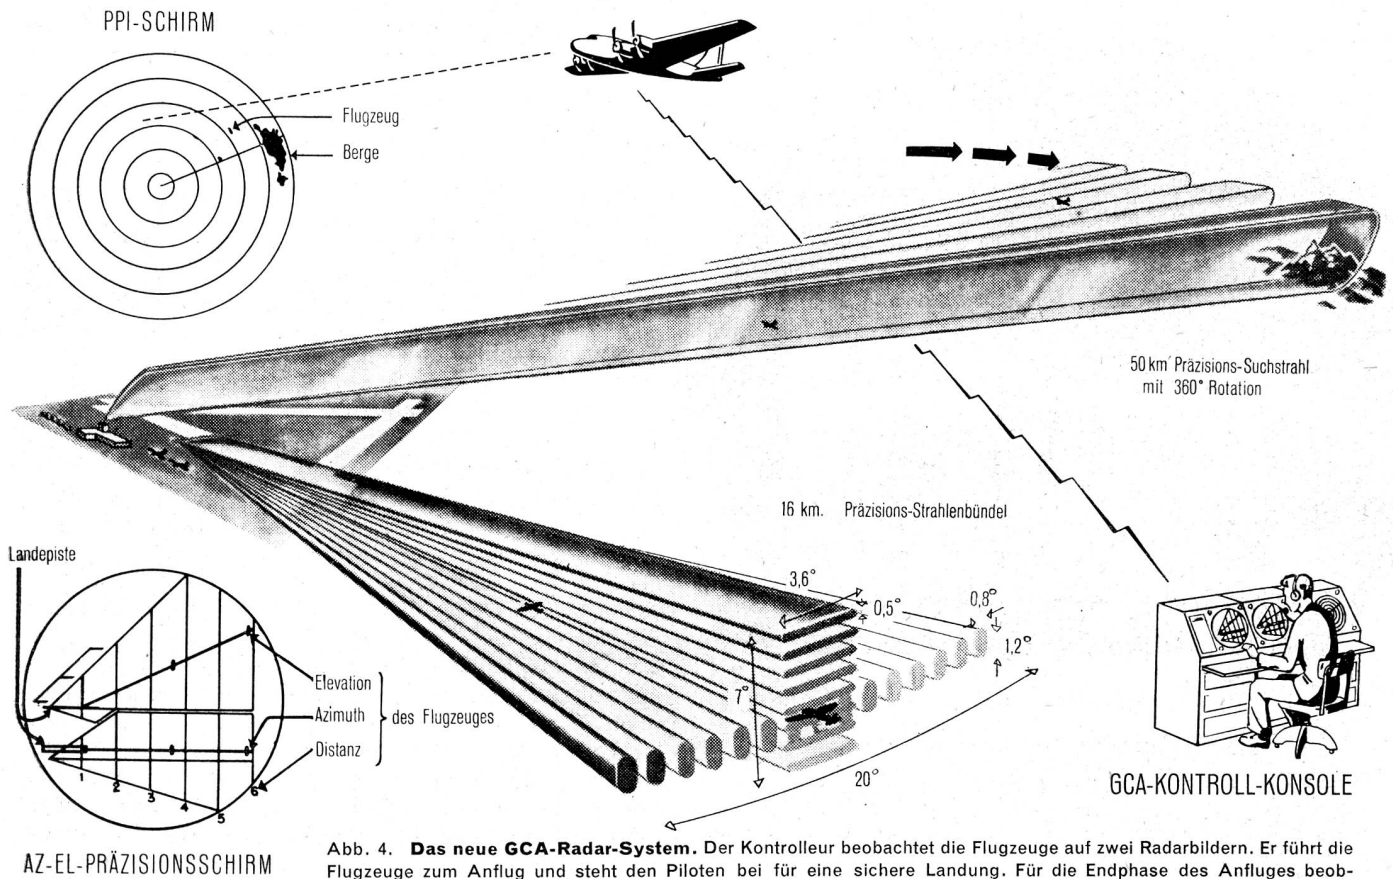 PPI-SCHIRM
Flugzeug
Berge
50 km Präzisions-Suchstrahl
mit 360° Rotation
16 km. Präzisions-Strahlenbündel
Landepiste
3,6°
0,5°
0,8°
1,2°
7°
20°
Elevation
Azimuth
Distanz
des Flugzeuges
1
2
3
4
5
6
GCA-KONTROLL-KONSOLE
AZ-EL-PRÄZISIONSSCHIRM
Abb. 4. Das neue GCA-Radar-System. Der Kontrolleur beobachtet die Flugzeuge auf zwei Radarbildern. Er führt die
Flugzeuge zum Anflug und steht den Piloten bei für eine sichere Landung. Für die Endphase des Anfluges beob-